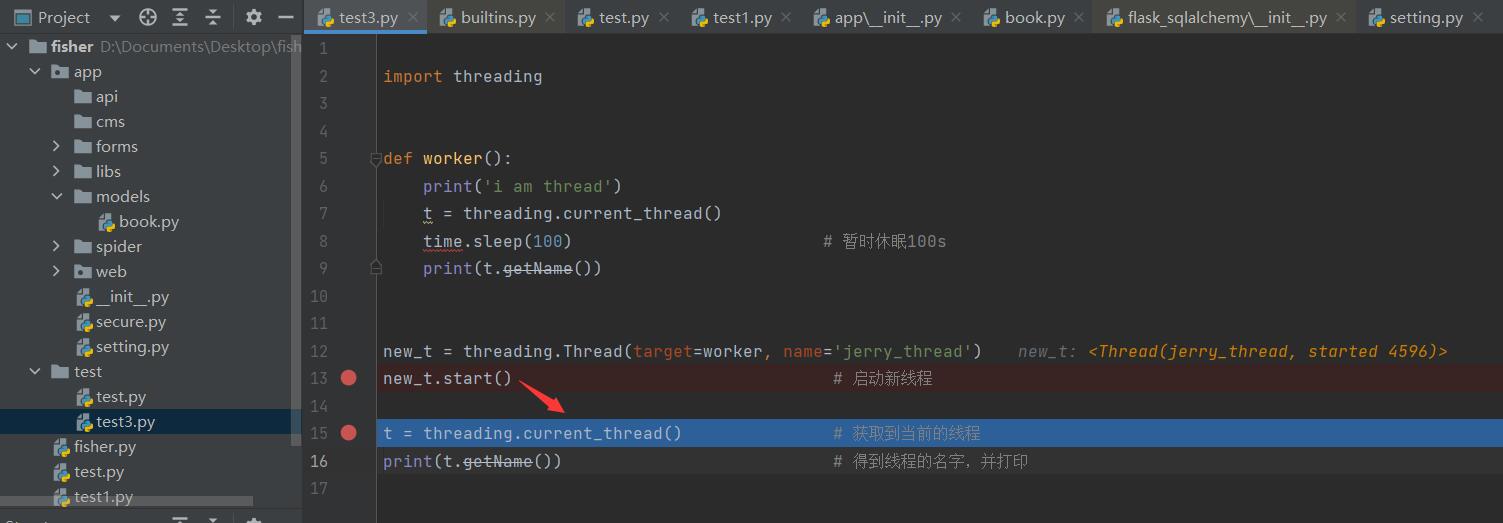 Project
test3.py
builtins.py
test.py
test1.py
app\__init__.py
book.py
flask_sqlalchemy\__init__.py
setting.py
fisher D:\Documents\Desktop\fish
app
api
cms
forms
libs
models
book.py
spider
web
__init__.py
secure.py
setting.py
test
test.py
test3.py
fisher.py
test.py
test1.py
1
2 import threading
3
4
5 def worker():
6 print('i am thread')
7 t = threading.current_thread()
8 time.sleep(100) # 暂时休眠100s
9 print(t.getName())
10
11
12 new_t = threading.Thread(target=worker, name='jerry_thread') new_t: <Thread(jerry_thread, started 4596)>
13 new_t.start() # 启动新线程
14
15 t = threading.current_thread() # 获取到当前的线程
16 print(t.getName()) # 得到线程的名字，并打印
17